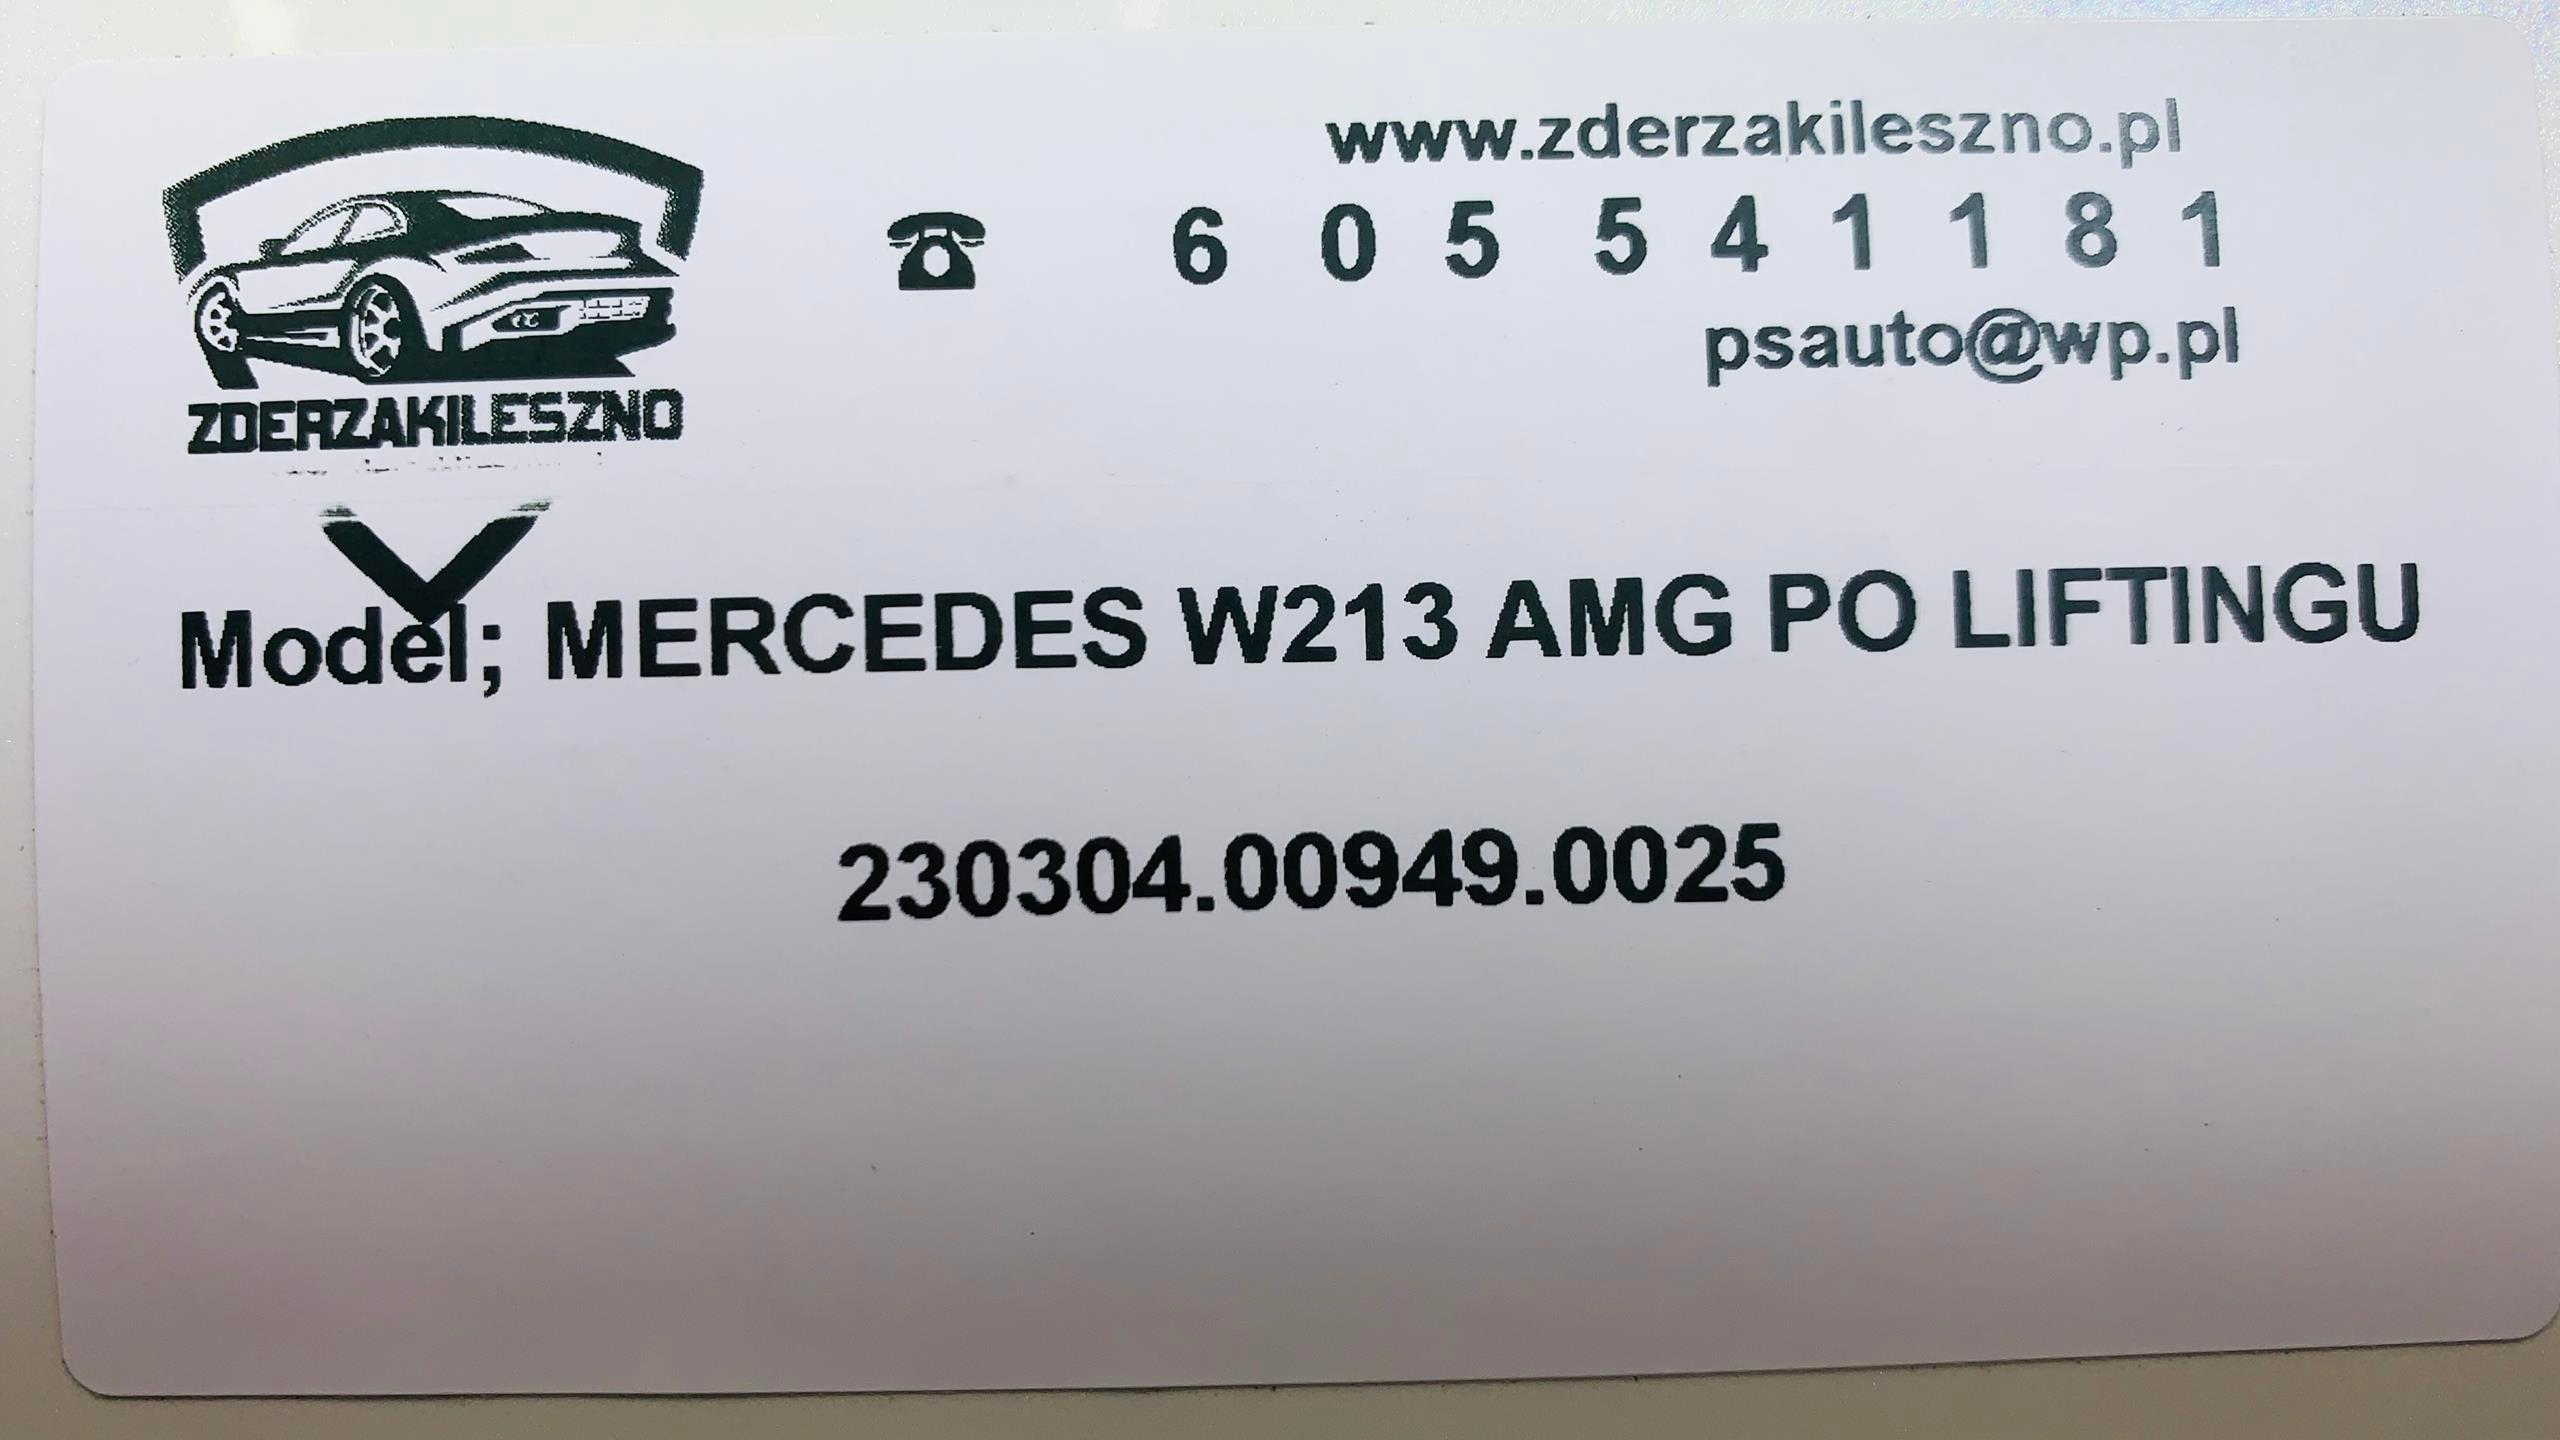 www.zderzakileszno.pl
☎ 6 0 5 5 4 1 1 8 1
psauto@wp.pl
ZDERZAKILESZNO
Model; MERCEDES W213 AMG PO LIFTINGU
230304.00949.0025